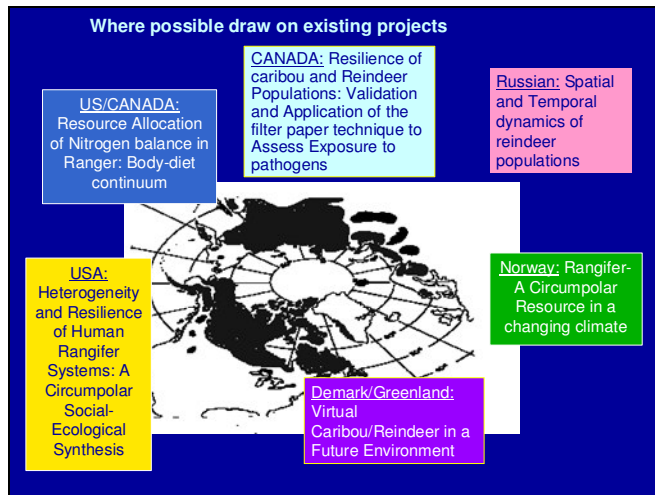 Where possible draw on existing projects
CANADA: Resilience of
caribou and Reindeer
Populations: Validation
and Application of the
filter paper technique to
Assess Exposure to
pathogens
Russian: Spatial
and Temporal
dynamics of
reindeer
populations
US/CANADA:
Resource Allocation
of Nitrogen balance in
Ranger: Body-diet
continuum
USA:
Heterogeneity
and Resilience
of Human
Rangifer
Systems: A
Circumpolar
Social-
Ecological
Synthesis
Norway: Rangifer-
A Circumpolar
Resource in a
changing climate
Demark/Greenland:
Virtual
Caribou/Reindeer in a
Future Environment